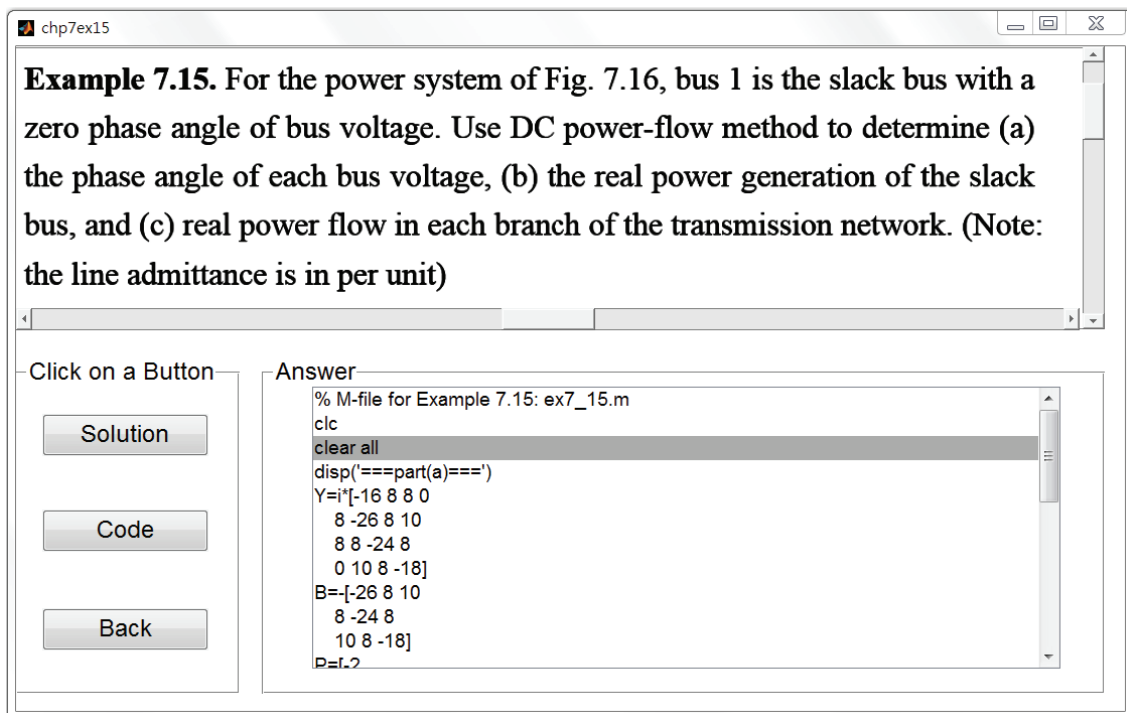 chp7ex15
Example 7.15. For the power system of Fig. 7.16, bus 1 is the slack bus with a
zero phase angle of bus voltage. Use DC power-flow method to determine (a)
the phase angle of each bus voltage, (b) the real power generation of the slack
bus, and (c) real power flow in each branch of the transmission network. (Note:
the line admittance is in per unit)
Click on a Button
Solution
Code
Back
Answer
% M-file for Example 7.15: ex7_15.m
clc
clear all
disp('===part(a)===')
Y=i*[-16 8 8 0
8 -26 8 10
8 8 -24 8
0 10 8 -18]
B=-[-26 8 10
8 -24 8
10 8 -18]
P=[-2